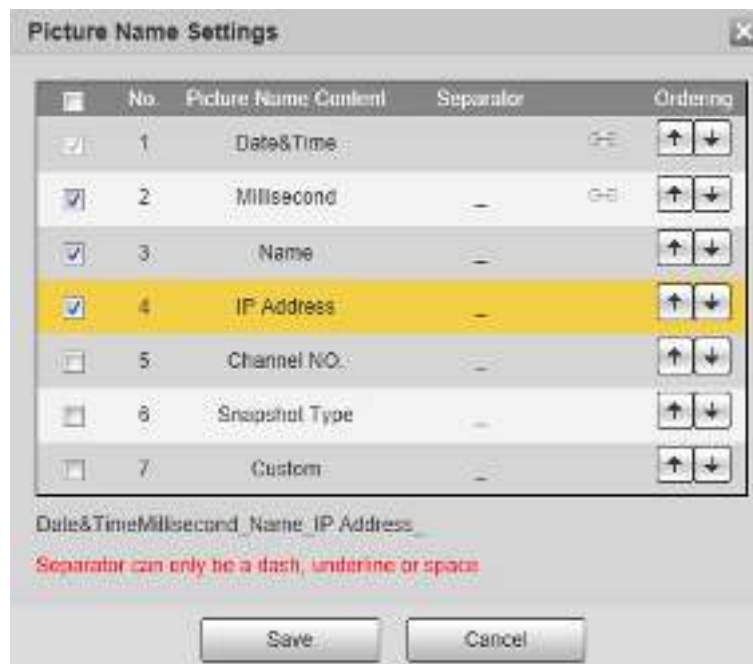 Picture Name Settings
No. Picture Name Content Separator Ordering
1 Date&Time
2 Millisecond _
3 Name _
4 IP Address _
5 Channel NO. _
6 Snapshot Type _
7 Custom _
Date&TimeMillisecond_Name_IP Address_
Separator can only be a dash, underline or space
Save Cancel